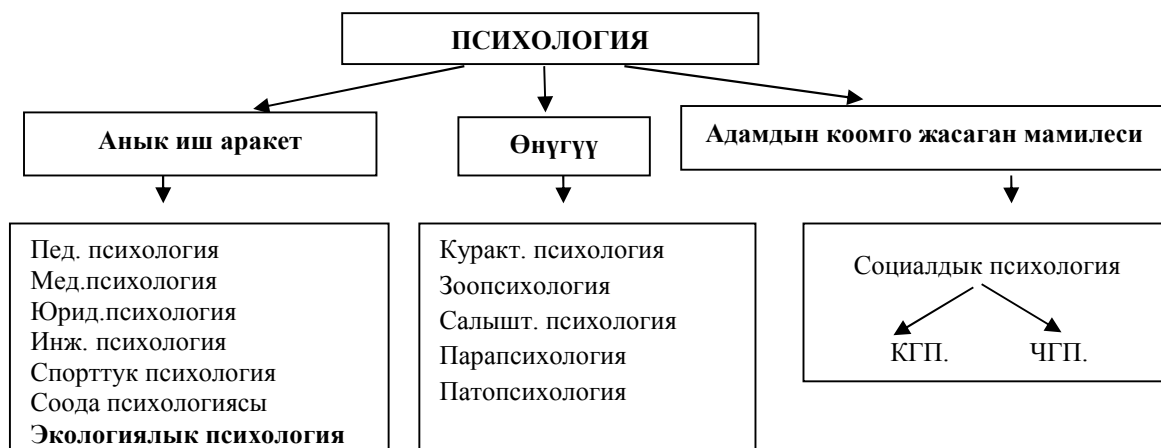 ПСИХОЛОГИЯ
Анык иш аракет
Өнүгүү
Адамдын коомго жасаган мамилеси
Пед. психология
Мед.психология
Юрид.психология
Инж. психология
Спорттук психология
Соода психологиясы
Экологиялык психология
Куракт. психология
Зоопсихология
Салышт. психология
Парапсихология
Патопсихология
Социалдык психология
КГП. ЧГП.